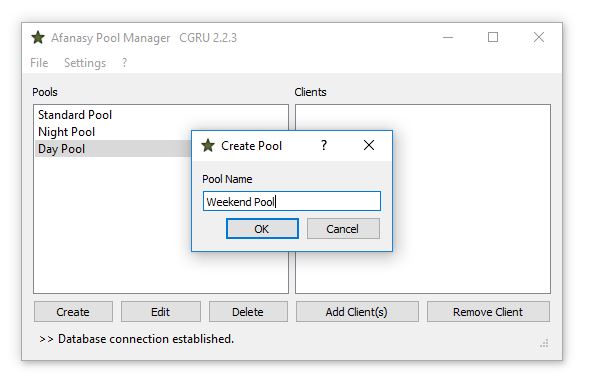 Afanasy Pool Manager CGRU 2.2.3
File Settings ?
Pools Clients
Standard Pool
Night Pool
Day Pool
Create Pool ?
Pool Name
Weekend Pool
OK Cancel
Create Edit Delete Add Client(s) Remove Client
>> Database connection established.